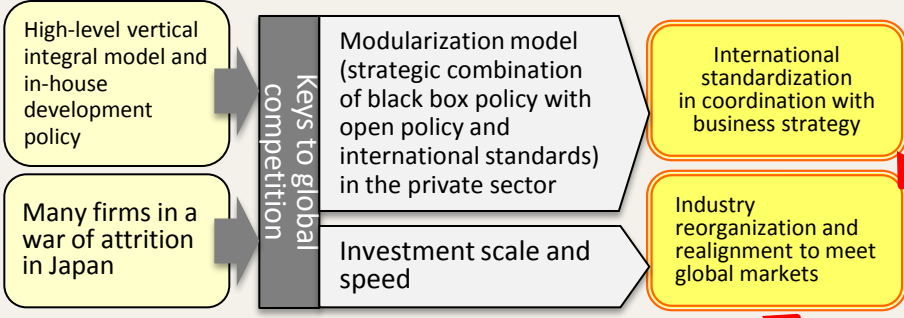 High-level vertical
integral model and
in-house
development
policy
Many firms in a
war of attrition
in Japan
Keys to global
competition
Modularization model
(strategic combination
of black box policy with
open policy and
international standards)
in the private sector
Investment scale and
speed
International
standardization
in coordination with
business strategy
Industry
reorganization and
realignment to meet
global markets